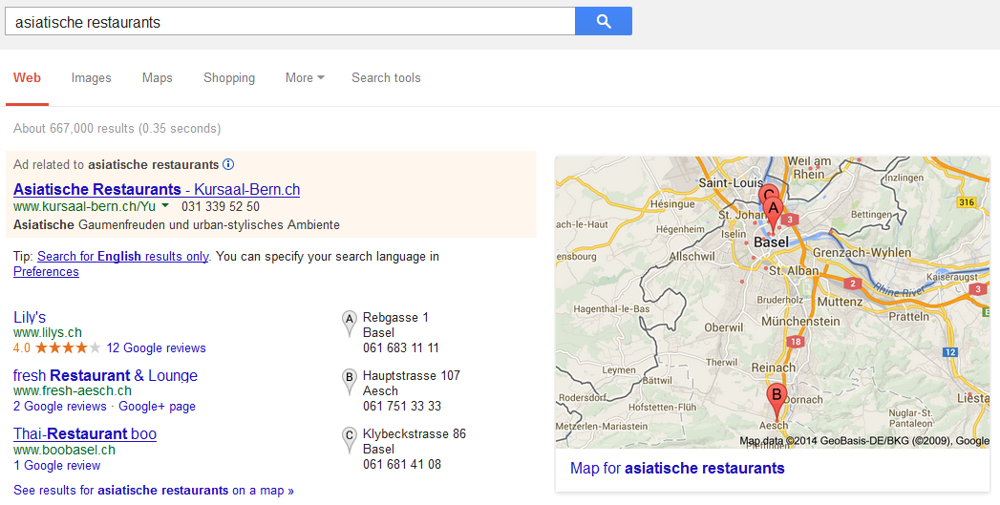 asiatische restaurants
Web Images Maps Shopping More Search tools
About 667,000 results (0.35 seconds)
Ad related to asiatische restaurants
Asiatische Restaurants - Kursaal-Bern.ch
www.kursaal-bern.ch/Yu 031 339 52 50
Asiatische Gaumenfreuden und urban-stylisches Ambiente
Tip: Search for English results only. You can specify your search language in
Preferences
Lily's
www.lilys.ch
4.0 12 Google reviews
A Rebgasse 1
Basel
061 683 11 11
fresh Restaurant & Lounge
www.fresh-aesch.ch
2 Google reviews · Google+ page
B Hauptstrasse 107
Aesch
061 751 33 33
Thai-Restaurant boo
www.boobasel.ch
1 Google review
C Klybeckstrasse 86
Basel
061 681 41 08
See results for asiatische restaurants on a map »
Weil am
Rhein
Saint-Louis
Inzlingen
C
Hésingue
A
316
St. Johann
3
Bettingen
ach-le-Haut
Hégenheim
Iselin
Basel
Grenzach-Wyhlen
ensbourg
Allschwil
St. Alban
2
Kaiseraugst
Rhine River
3
Bruderholz
Muttenz
Hagenthal-le-Bas
Münchenstein
Pratteln
18
12
Oberwil
Leymen
Reinach
Bättwil
Therwil
B
Rodersdorf
Dornach
Liesta
Hofstetten-Flüh
Nuglar-St.
Metzerlen-Mariastein
Aesch
Pantaleon
Pfeffingen
Map data ©2014 GeoBasis-DE/BKG (©2009), Google
Map for asiatische restaurants